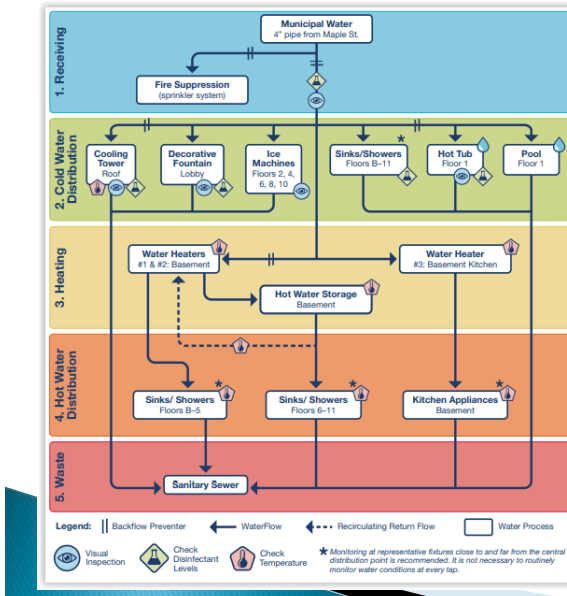 1. Receiving
Municipal Water
4" pipe from Maple St.
Fire Suppression
(sprinkler system)
2. Cold Water
Distribution
Cooling
Tower
Roof
Decorative
Fountain
Lobby
Ice
Machines
Floors 2, 4,
6, 8, 10
Sinks/Showers
Floors B–11
*
Hot Tub
Floor 1
Pool
Floor 1
3. Heating
Water Heaters
#1 & #2: Basement
Water Heater
#3: Basement Kitchen
Hot Water Storage
Basement
4. Hot Water
Distribution
Sinks/ Showers
Floors B–5
*
Sinks/ Showers
Floors 6–11
*
Kitchen Appliances
Basement
*
5. Waste
Sanitary Sewer
Legend:
Backflow Preventer
WaterFlow
Recirculating Return Flow
Water Process
Visual
Inspection
Check
Disinfectant
Levels
Check
Temperature
* Monitoring at representative fixtures close to and far from the central
distribution point is recommended. It is not necessary to routinely
monitor water conditions at every tap.